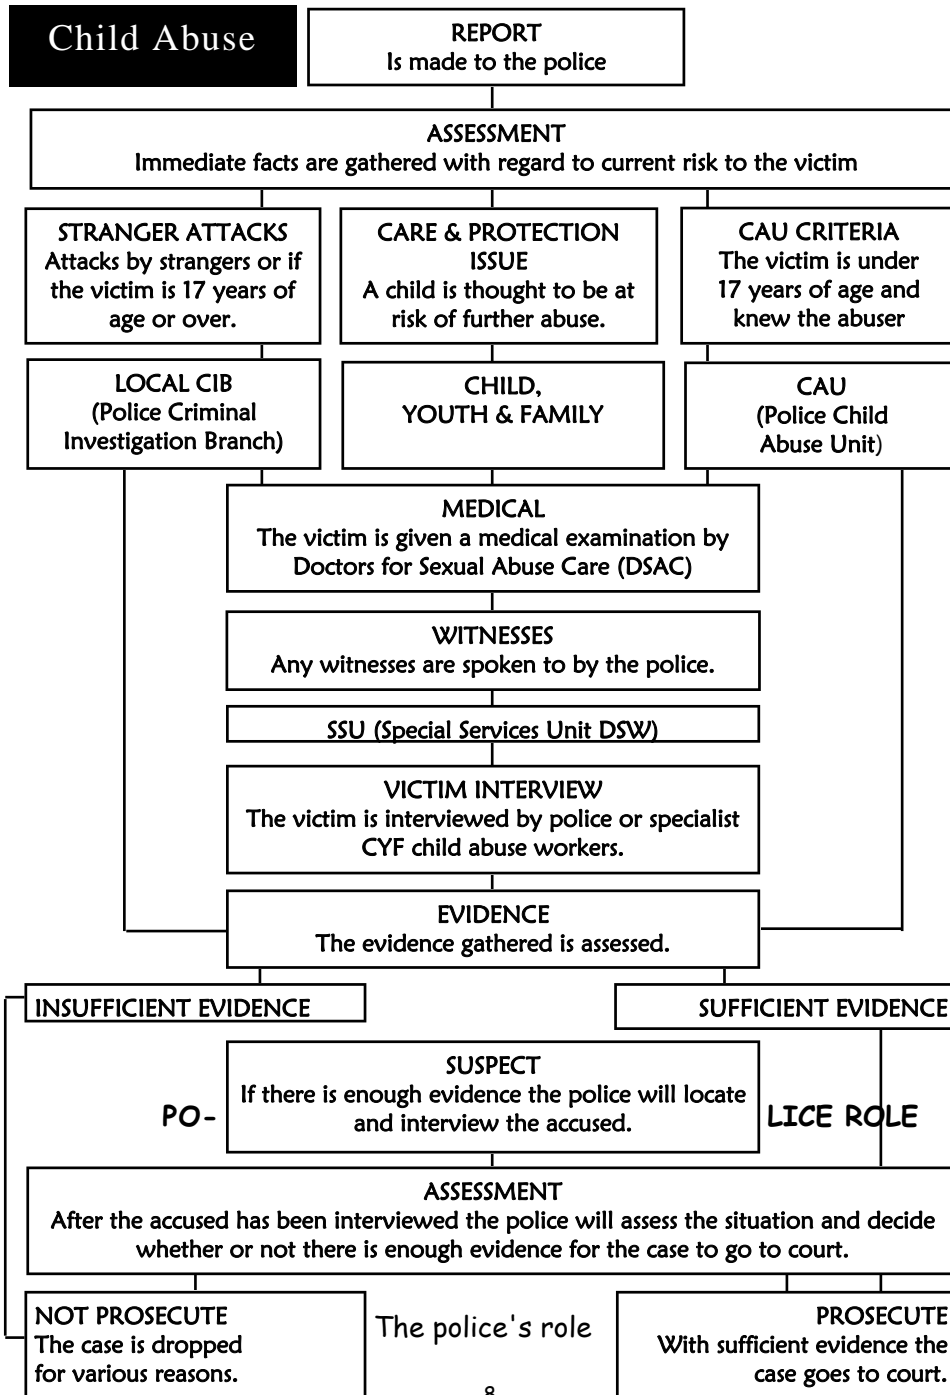 Child Abuse
REPORT
Is made to the police
ASSESSMENT
Immediate facts are gathered with regard to current risk to the victim
STRANGER ATTACKS
Attacks by strangers or if
the victim is 17 years of
age or over.
CARE & PROTECTION
ISSUE
A child is thought to be at
risk of further abuse.
CAU CRITERIA
The victim is under
17 years of age and
knew the abuser
LOCAL CIB
(Police Criminal
Investigation Branch)
CHILD,
YOUTH & FAMILY
CAU
(Police Child
Abuse Unit)
MEDICAL
The victim is given a medical examination by
Doctors for Sexual Abuse Care (DSAC)
WITNESSES
Any witnesses are spoken to by the police.
SSU (Special Services Unit DSW)
VICTIM INTERVIEW
The victim is interviewed by police or specialist
CYF child abuse workers.
EVIDENCE
The evidence gathered is assessed.
INSUFFICIENT EVIDENCE
SUFFICIENT EVIDENCE
SUSPECT
If there is enough evidence the police will locate
and interview the accused.
PO-
LICE ROLE
ASSESSMENT
After the accused has been interviewed the police will assess the situation and decide
whether or not there is enough evidence for the case to go to court.
NOT PROSECUTE
The case is dropped
for various reasons.
The police's role
PROSECUTE
With sufficient evidence the
case goes to court.
8